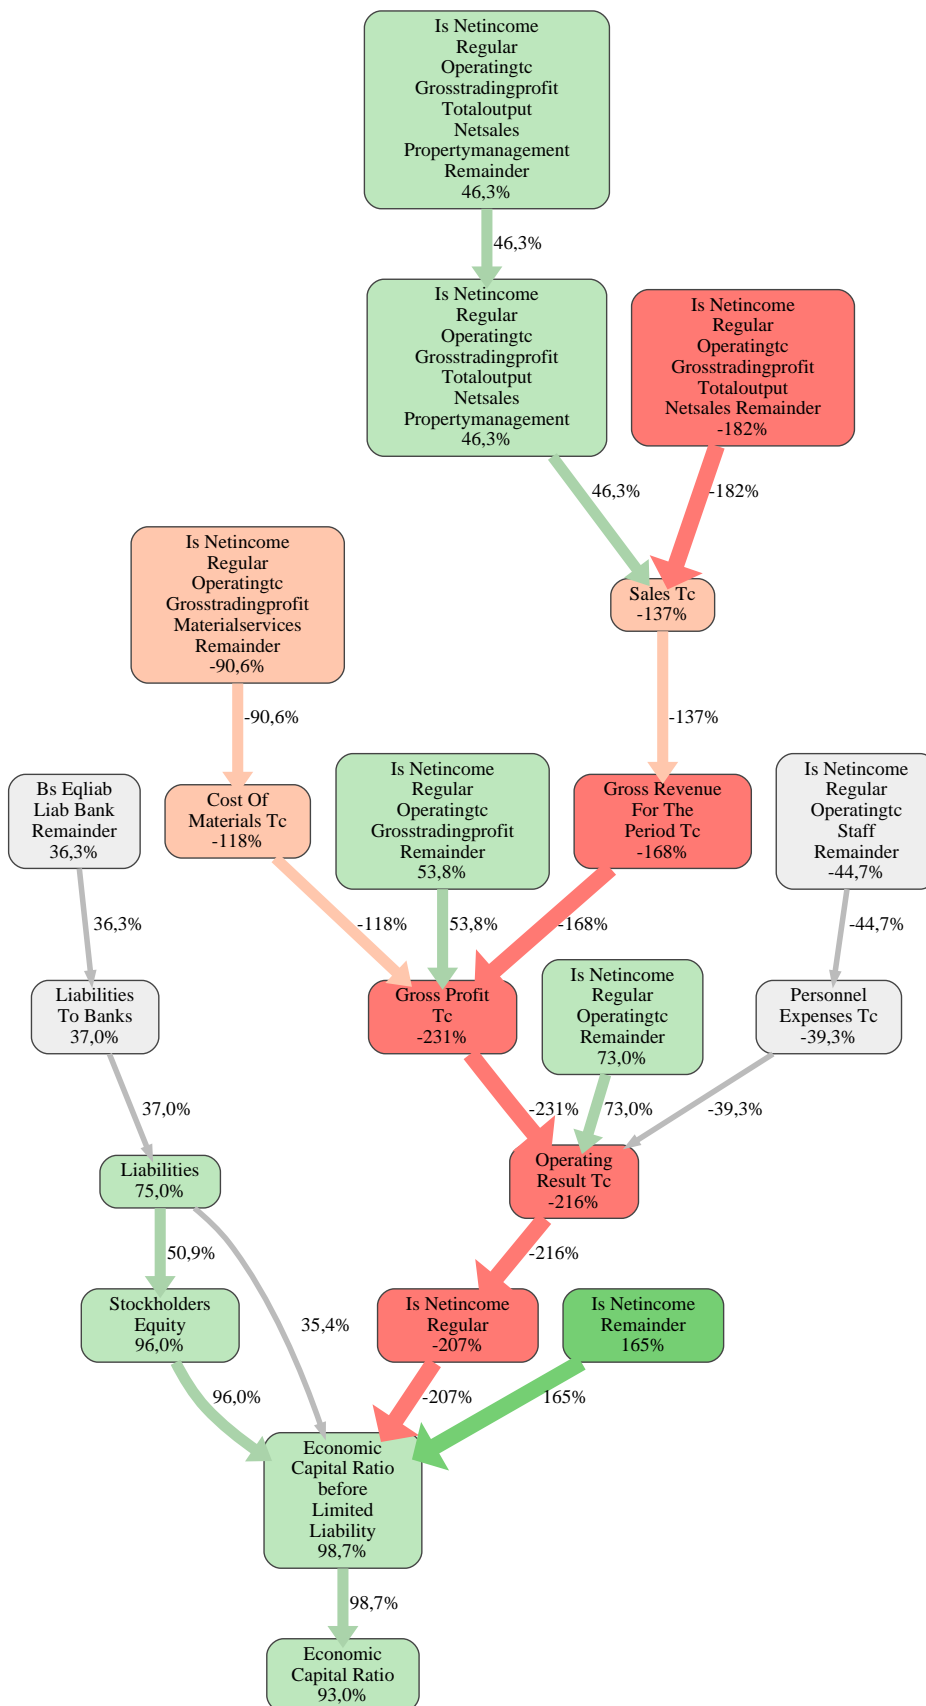 Is Netincome
Regular
Operatingtc
Grosstradingprofit
Totaloutput
Netsales
Propertymanagement
Remainder
46,3%
46,3%
Is Netincome
Regular
Operatingtc
Grosstradingprofit
Totaloutput
Netsales
Propertymanagement
46,3%
Is Netincome
Regular
Operatingtc
Grosstradingprofit
Totaloutput
Netsales Remainder
-182%
46,3%
-182%
Is Netincome
Regular
Operatingtc
Grosstradingprofit
Materialservices
Remainder
-90,6%
Sales Tc
-137%
-90,6%
-137%
Bs Eqliab
Liab Bank
Remainder
36,3%
Cost Of
Materials Tc
-118%
Is Netincome
Regular
Operatingtc
Grosstradingprofit
Remainder
53,8%
Gross Revenue
For The
Period Tc
-168%
Is Netincome
Regular
Operatingtc
Staff
Remainder
-44,7%
36,3%
-118%
53,8%
-168%
-44,7%
Liabilities
To Banks
37,0%
Gross Profit
Tc
-231%
Is Netincome
Regular
Operatingtc
Remainder
73,0%
Personnel
Expenses Tc
-39,3%
37,0%
-231%
73,0%
-39,3%
Liabilities
75,0%
Operating
Result Tc
-216%
50,9%
-216%
Stockholders
Equity
96,0%
35,4%
Is Netincome
Regular
-207%
Is Netincome
Remainder
165%
96,0%
-207%
165%
Economic
Capital Ratio
before
Limited
Liability
98,7%
98,7%
Economic
Capital Ratio
93,0%